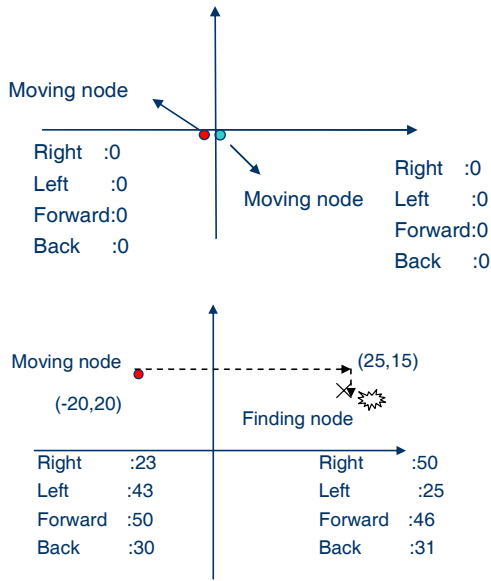 Moving node
Right :0
Left :0
Forward:0
Back :0
Moving node
Right :0
Left :0
Forward:0
Back :0
Moving node
(-20,20)
(25,15)
Finding node
Right :23
Left :43
Forward :50
Back :30
Right :50
Left :25
Forward :46
Back :31